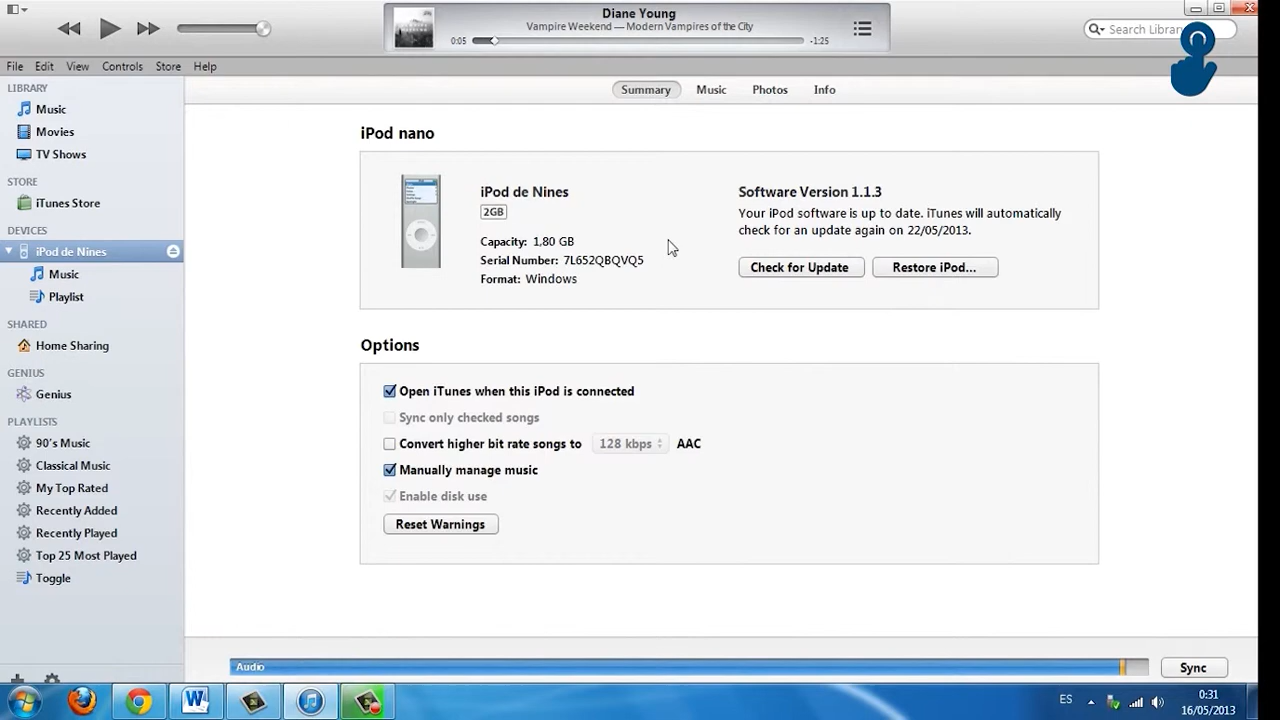 Diane Young
Vampire Weekend — Modern Vampires of the City
0:05
-1:25
Search Library
File Edit View Controls Store Help
LIBRARY
Music
Movies
TV Shows
STORE
iTunes Store
DEVICES
iPod de Nines
Music
Playlist
SHARED
Home Sharing
GENIUS
Genius
PLAYLISTS
90's Music
Classical Music
My Top Rated
Recently Added
Recently Played
Top 25 Most Played
Toggle
Summary Music Photos Info
iPod nano
iPod de Nines
2GB
Capacity: 1,80 GB
Serial Number: 7L652QBQVQ5
Format: Windows
Software Version 1.1.3
Your iPod software is up to date. iTunes will automatically
check for an update again on 22/05/2013.
Check for Update
Restore iPod...
Options
Open iTunes when this iPod is connected
Sync only checked songs
Convert higher bit rate songs to 128 kbps AAC
Manually manage music
Enable disk use
Reset Warnings
Audio
Sync
ES
0:31
16/05/2013